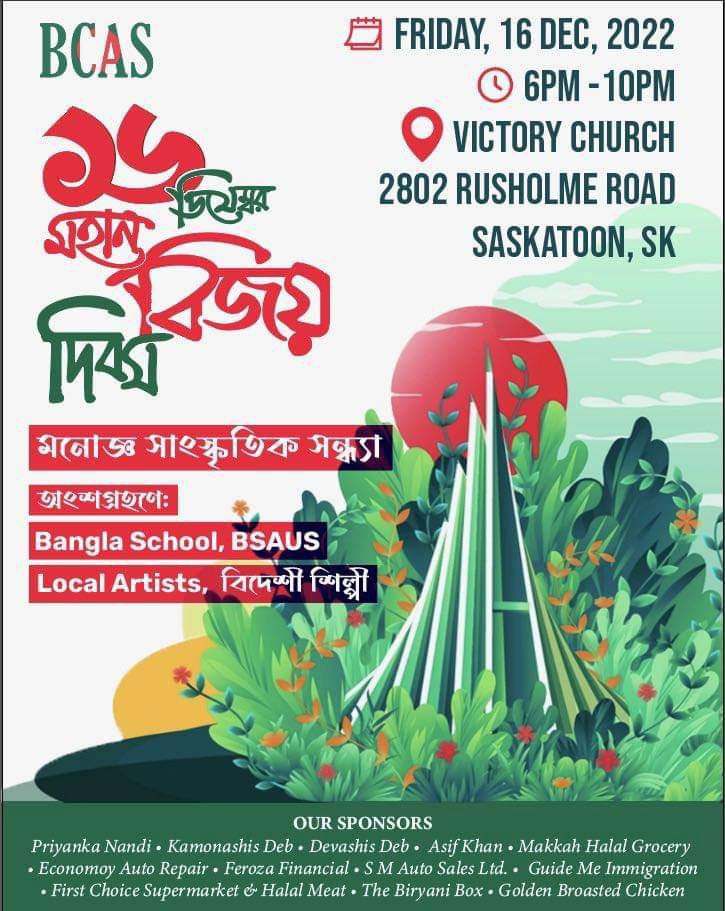 BCAS
FRIDAY, 16 DEC, 2022
6PM -10PM
VICTORY CHURCH
2802 RUSHOLME ROAD
SASKATOON, SK
১৬
ডিসেম্বর
মহান
বিজয়
দিবস
মনোজ্ঞ সাংস্কৃতিক সন্ধ্যা
অংশগ্রহণে:
Bangla School, BSAUS
Local Artists, বিদেশী শিল্পী
OUR SPONSORS
Priyanka Nandi • Kamonashis Deb • Devashis Deb • Asif Khan • Makkah Halal Grocery
• Economoy Auto Repair • Feroza Financial • S M Auto Sales Ltd. • Guide Me Immigration
• First Choice Supermarket & Halal Meat • The Biryani Box • Golden Broasted Chicken